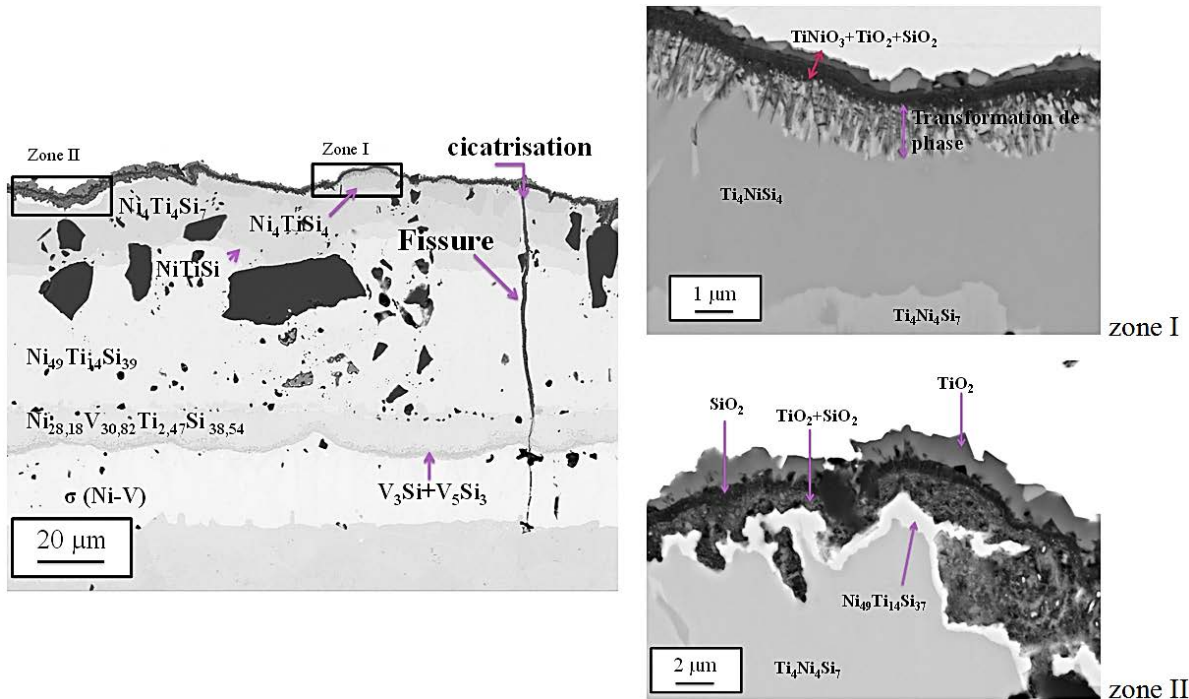 Zone II
Zone I
cicatrisation
Ni₄Ti₄Si₇
Ni₄TiSi₄
Fissure
NiTiSi
Ni₄₉Ti₁₄Si₃₉
Ni₂₈,₁₈V₃₀,₈₂Ti₂,₄₇Si₃₈,₅₄
V₃Si+V₅Si₃
σ (Ni-V)
20 μm
TiNiO₃+TiO₂+SiO₂
Transformation de
phase
Ti₄NiSi₄
1 μm
Ti₄Ni₄Si₇
zone I
TiO₂
SiO₂
TiO₂+SiO₂
Ni₄₉Ti₁₄Si₃₇
2 μm
Ti₄Ni₄Si₇
zone II